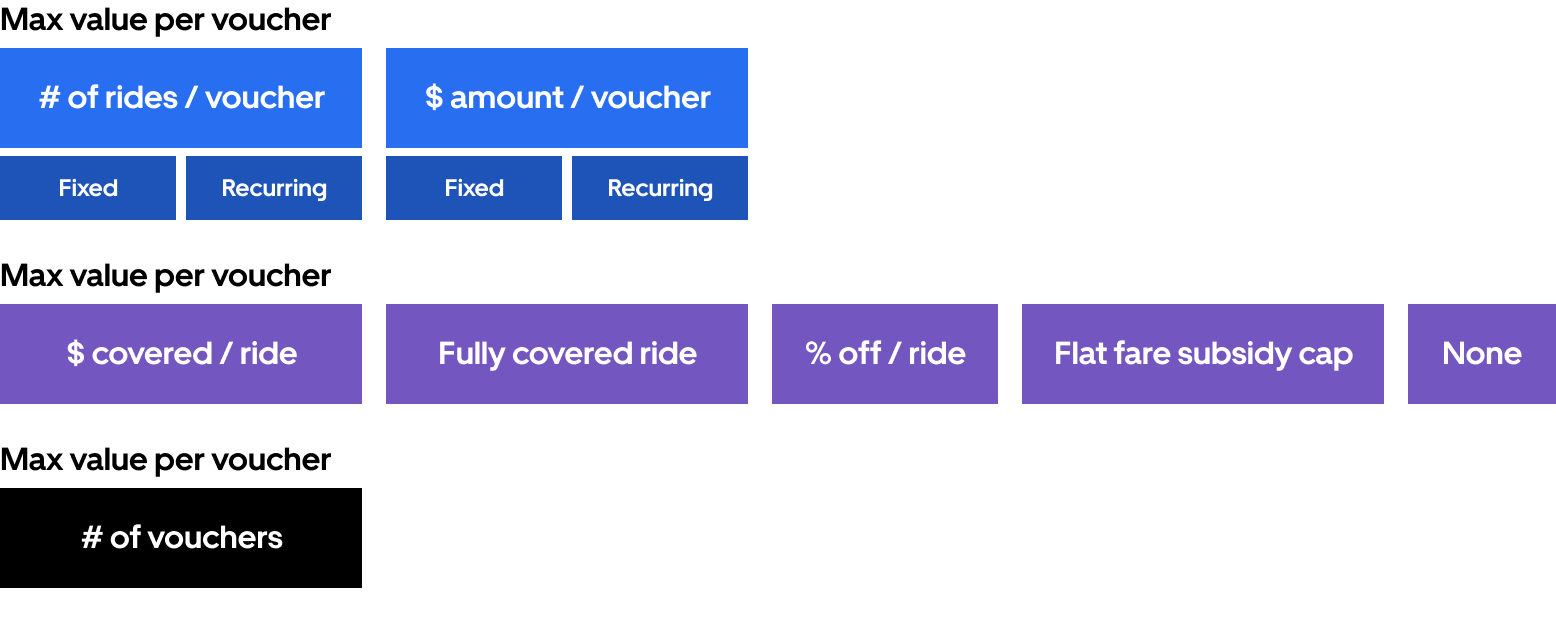 Max value per voucher
# of rides / voucher
$ amount / voucher
Fixed
Recurring
Fixed
Recurring
Max value per voucher
$ covered / ride
Fully covered ride
% off / ride
Flat fare subsidy cap
None
Max value per voucher
# of vouchers